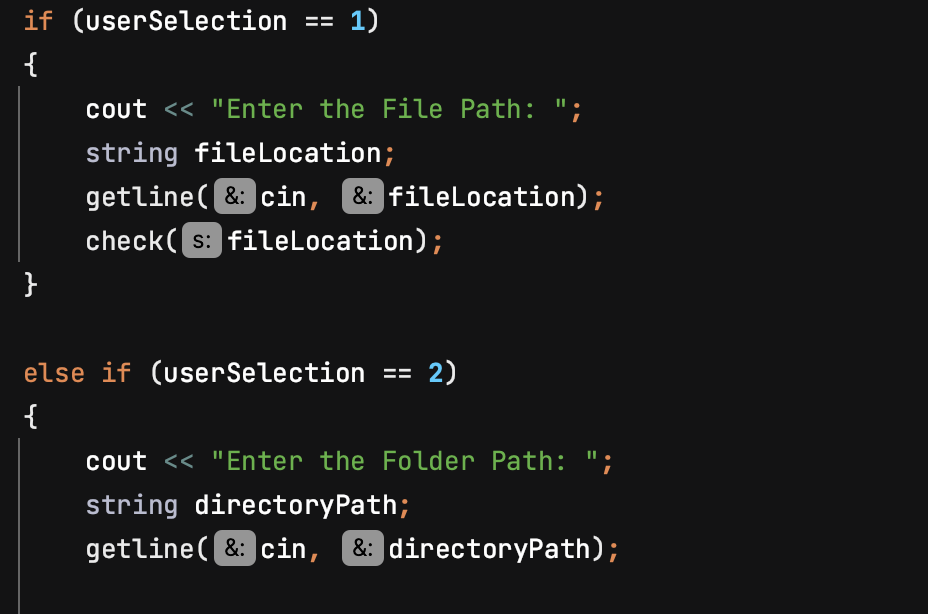 if (userSelection == 1)
{
cout << "Enter the File Path: ";
string fileLocation;
getline(&: cin, &: fileLocation);
check(s: fileLocation);
}
else if (userSelection == 2)
{
cout << "Enter the Folder Path: ";
string directoryPath;
getline(&: cin, &: directoryPath);